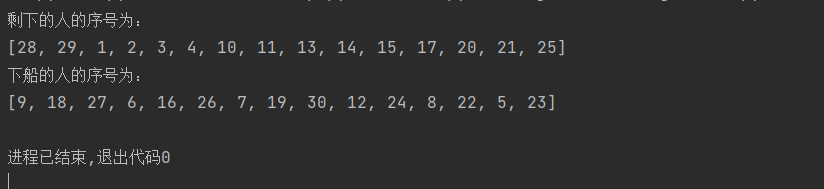 剩下的人的序号为:
[28, 29, 1, 2, 3, 4, 10, 11, 13, 14, 15, 17, 20, 21, 25]
下船的人的序号为:
[9, 18, 27, 6, 16, 26, 7, 19, 30, 12, 24, 8, 22, 5, 23]
进程已结束,退出代码0